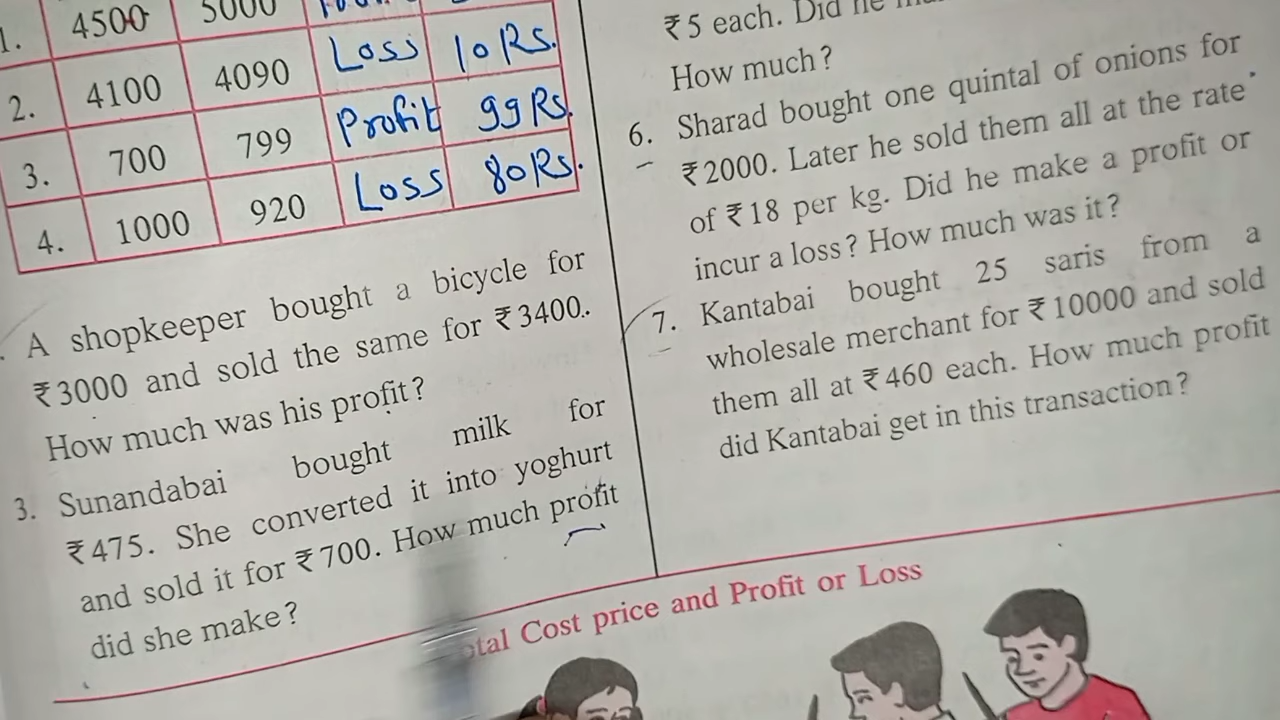 1. 4500 5000
2. 4100 4090 Loss 10 Rs.
3. 700 799 Profit 99 Rs.
4. 1000 920 Loss 80 Rs.
A shopkeeper bought a bicycle for
₹3000 and sold the same for ₹3400.
How much was his profit?
3. Sunandabai bought milk for
₹475. She converted it into yoghurt
and sold it for ₹700. How much profit
did she make?
₹5 each. Did he
How much?
6. Sharad bought one quintal of onions for
₹2000. Later he sold them all at the rate
of ₹18 per kg. Did he make a profit or
incur a loss? How much was it?
7. Kantabai bought 25 saris from a
wholesale merchant for ₹10000 and sold
them all at ₹460 each. How much profit
did Kantabai get in this transaction?
Cost price and Profit or Loss